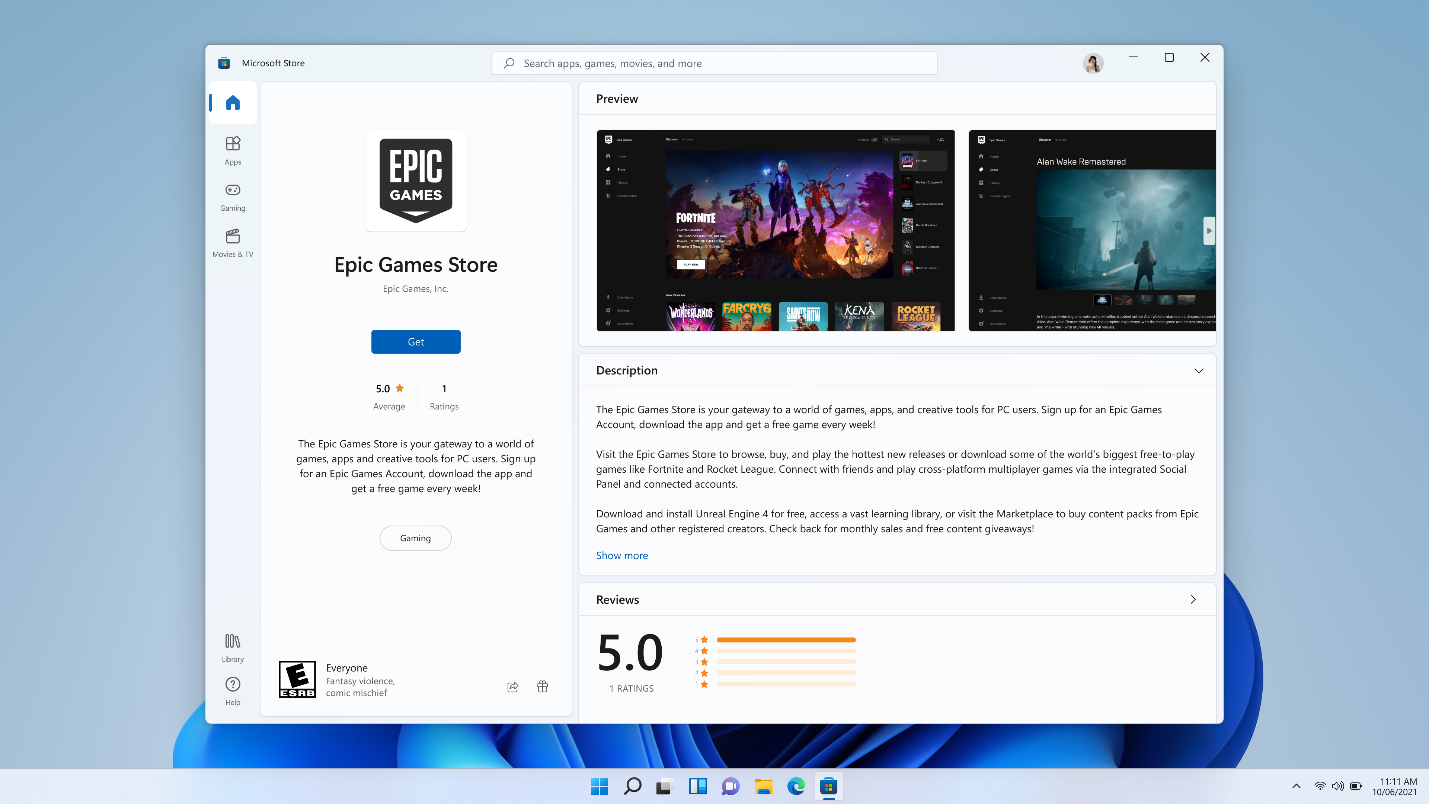 Microsoft Store
Search apps, games, movies, and more
Apps
Gaming
Movies & TV
Library
Help
EPIC
GAMES
Epic Games Store
Epic Games, Inc.
Get
5.0
1
Average
Ratings
The Epic Games Store is your gateway to a world of
games, apps and creative tools for PC users. Sign up
for an Epic Games Account, download the app and
get a free game every week!
Gaming
E
ESRB
Everyone
Fantasy violence,
comic mischief
Preview
FORTNITE
WONDERLANDS
FARCRY6
SAINTS ROW
KENA
ROCKET
LEAGUE
Alan Wake Remastered
Description
The Epic Games Store is your gateway to a world of games, apps, and creative tools for PC users. Sign up for an Epic Games
Account, download the app and get a free game every week!
Visit the Epic Games Store to browse, buy, and play the hottest new releases or download some of the world's biggest free-to-play
games like Fortnite and Rocket League. Connect with friends and play cross-platform multiplayer games via the integrated Social
Panel and connected accounts.
Download and install Unreal Engine 4 for free, access a vast learning library, or visit the Marketplace to buy content packs from Epic
Games and other registered creators. Check back for monthly sales and free content giveaways!
Show more
Reviews
5.0
1 RATINGS
5
4
3
2
1
11:11 AM
10/06/2021